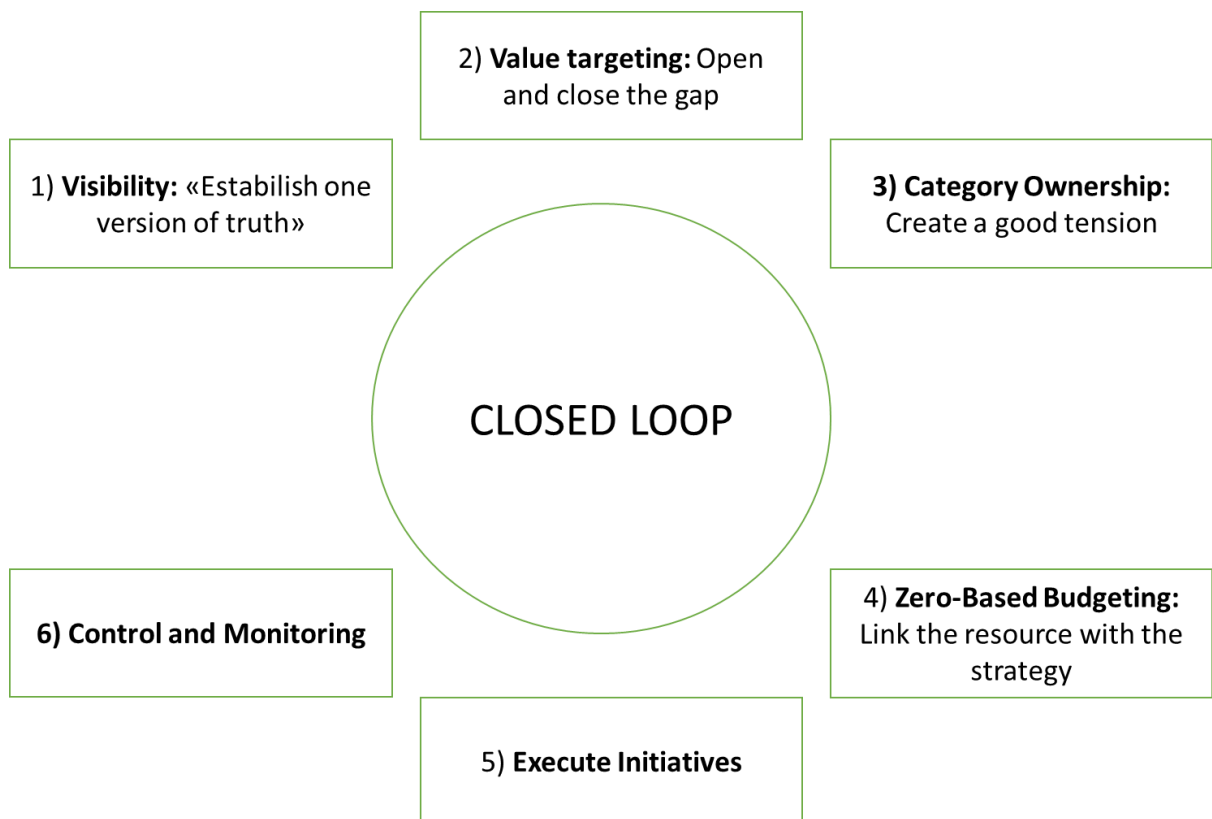 1) Visibility: «Estabilish one
version of truth»
2) Value targeting: Open
and close the gap
3) Category Ownership:
Create a good tension
CLOSED LOOP
4) Zero-Based Budgeting:
Link the resource with the
strategy
5) Execute Initiatives
6) Control and Monitoring